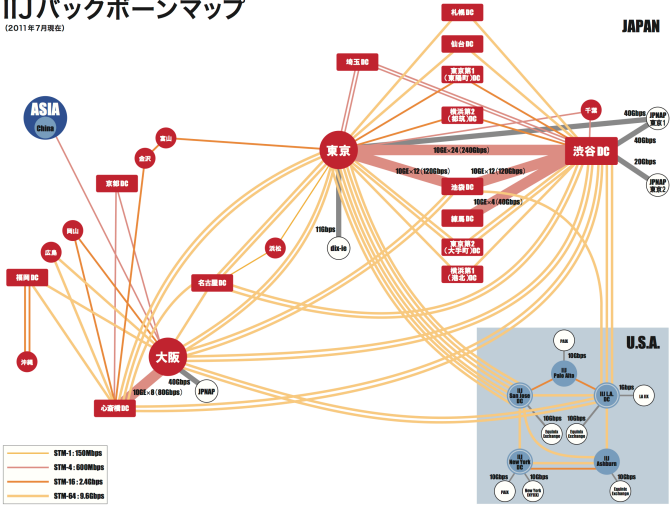 IIJバックボーンマップ
(2011年7月現在)
JAPAN
札幌DC
仙台DC
埼玉DC
東京第1
(東陽町)DC
横浜第2
(都筑)DC
千葉
40Gbps
JPNAP
東京1
ASIA
China
富山
金沢
東京
10GE×24(240Gbps)
渋谷DC
40Gbps
20Gbps
JPNAP
東京2
10GE×12(120Gbps)
10GE×12(120Gbps)
池袋DC
10GE×4(40Gbps)
京都DC
練馬DC
11Gbps
岡山
広島
浜松
dix-ie
東京第2
(大手町)DC
横浜第1
(港北)DC
福岡DC
名古屋DC
沖縄
大阪
40Gbps
JPNAP
10GE×8(80Gbps)
心斎橋DC
U.S.A.
PAIX
10Gbps
IIJ
Palo Alto
IIJ
San Jose
DC
IIJ L.A.
DC
1Gbps
LA IIX
10Gbps
10Gbps
Equinix
Exchange
Equinix
Exchange
IIJ
New York
DC
IIJ
Ashburn
10Gbps
10Gbps
10Gbps
PAIX
New York
(NYIIX)
Equinix
Exchange
STM-1 : 150Mbps
STM-4 : 600Mbps
STM-16 : 2.4Gbps
STM-64 : 9.6Gbps